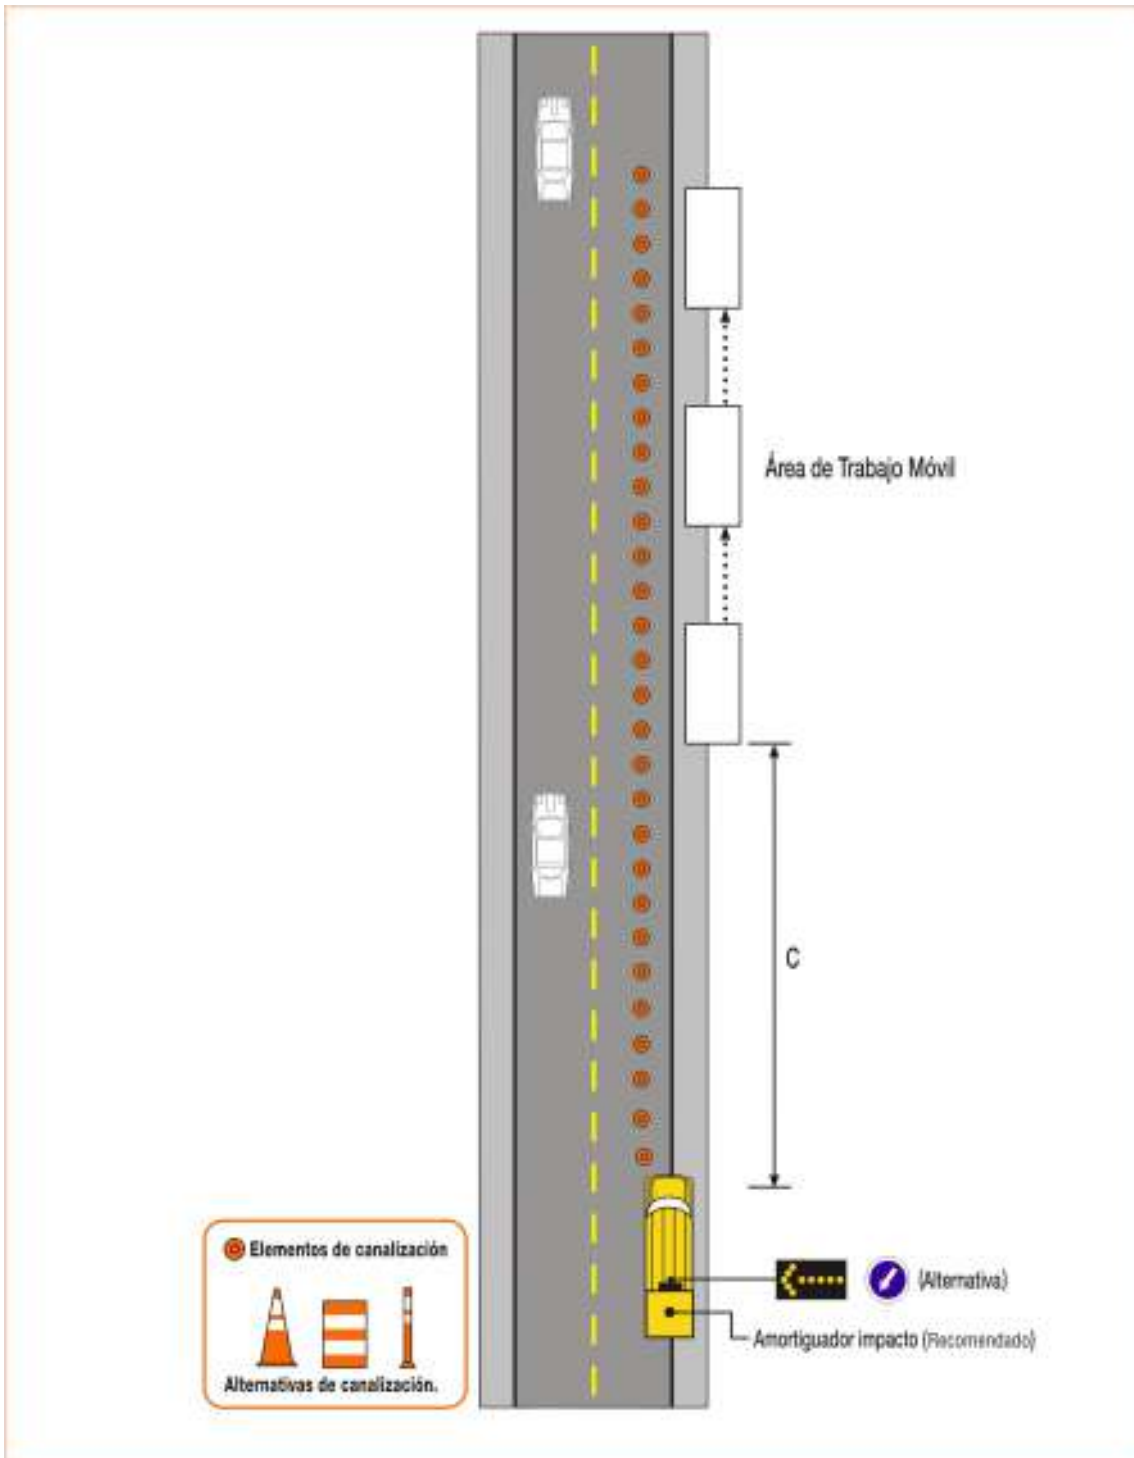 Área de Trabajo Móvil
C
Elementos de canalización
Alternativas de canalización.
(Alternativa)
Amortiguador impacto (Recomendado)